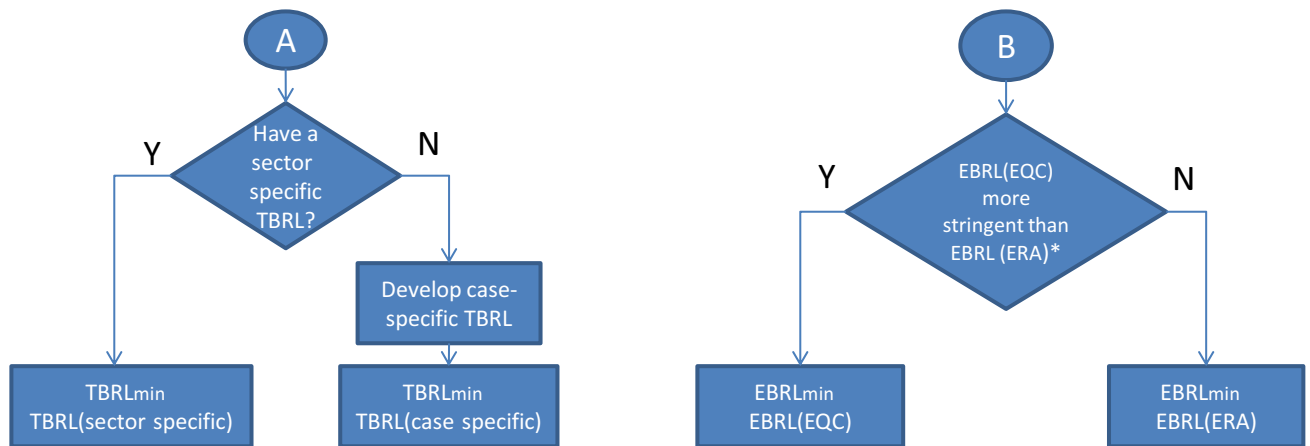 A
Have a
sector
specific
TBRL?
Y
N
Develop case-
specific TBRL
TBRLmin
TBRL(sector specific)
TBRLmin
TBRL(case specific)
B
EBRL(EQC)
more
stringent than
EBRL (ERA)*
Y
N
EBRLmin
EBRL(EQC)
EBRLmin
EBRL(ERA)